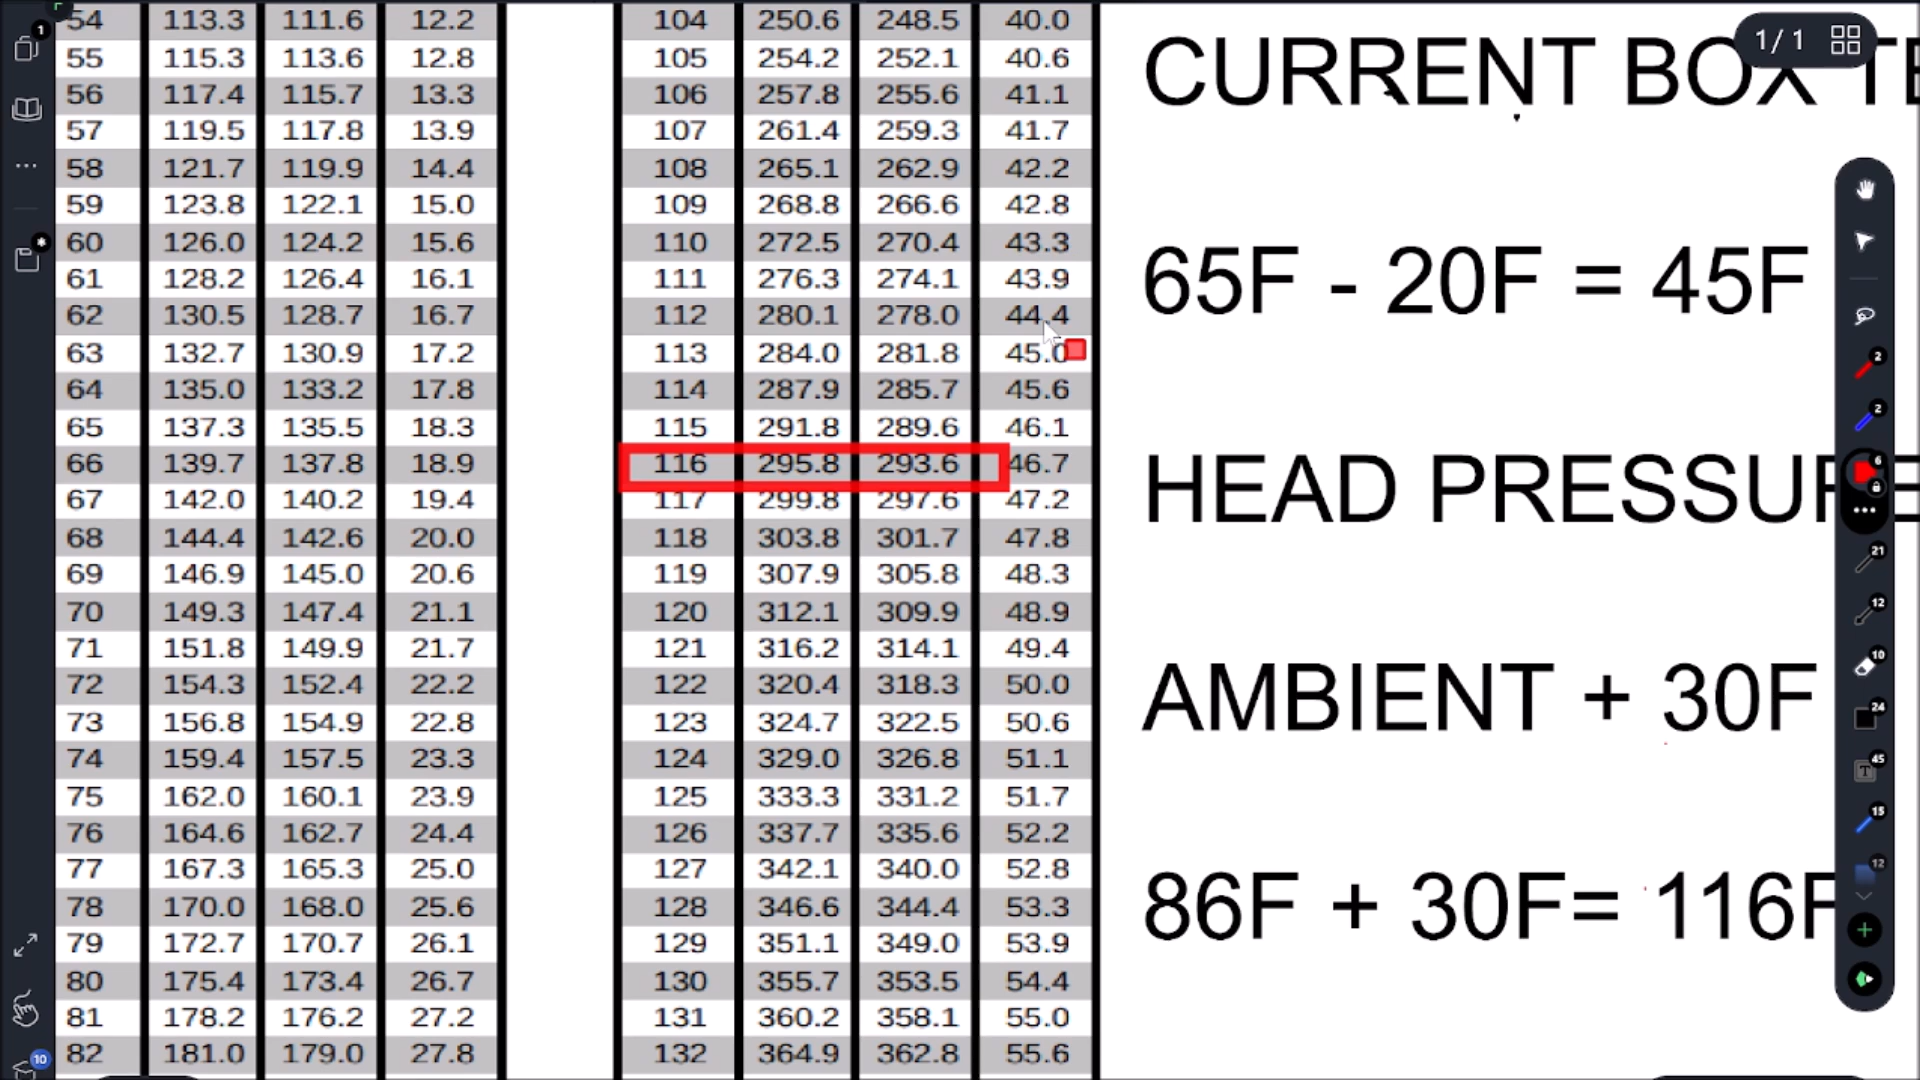 54 113.3 111.6 12.2 104 250.6 248.5 40.0
55 115.3 113.6 12.8 105 254.2 252.1 40.6
56 117.4 115.7 13.3 106 257.8 255.6 41.1
57 119.5 117.8 13.9 107 261.4 259.3 41.7
58 121.7 119.9 14.4 108 265.1 262.9 42.2
59 123.8 122.1 15.0 109 268.8 266.6 42.8
60 126.0 124.2 15.6 110 272.5 270.4 43.3
61 128.2 126.4 16.1 111 276.3 274.1 43.9
62 130.5 128.7 16.7 112 280.1 278.0 44.4
63 132.7 130.9 17.2 113 284.0 281.8 45.0
64 135.0 133.2 17.8 114 287.9 285.7 45.6
65 137.3 135.5 18.3 115 291.8 289.6 46.1
66 139.7 137.8 18.9 116 295.8 293.6 46.7
67 142.0 140.2 19.4 117 299.8 297.6 47.2
68 144.4 142.6 20.0 118 303.8 301.7 47.8
69 146.9 145.0 20.6 119 307.9 305.8 48.3
70 149.3 147.4 21.1 120 312.1 309.9 48.9
71 151.8 149.9 21.7 121 316.2 314.1 49.4
72 154.3 152.4 22.2 122 320.4 318.3 50.0
73 156.8 154.9 22.8 123 324.7 322.5 50.6
74 159.4 157.5 23.3 124 329.0 326.8 51.1
75 162.0 160.1 23.9 125 333.3 331.2 51.7
76 164.6 162.7 24.4 126 337.7 335.6 52.2
77 167.3 165.3 25.0 127 342.1 340.0 52.8
78 170.0 168.0 25.6 128 346.6 344.4 53.3
79 172.7 170.7 26.1 129 351.1 349.0 53.9
80 175.4 173.4 26.7 130 355.7 353.5 54.4
81 178.2 176.2 27.2 131 360.2 358.1 55.0
82 181.0 179.0 27.8 132 364.9 362.8 55.6
CURRENT BOX TE
65F - 20F = 45F
HEAD PRESSURE
AMBIENT + 30F
86F + 30F= 116F
1/1
1
10
2
2
6
21
12
10
24
T 45
15
12